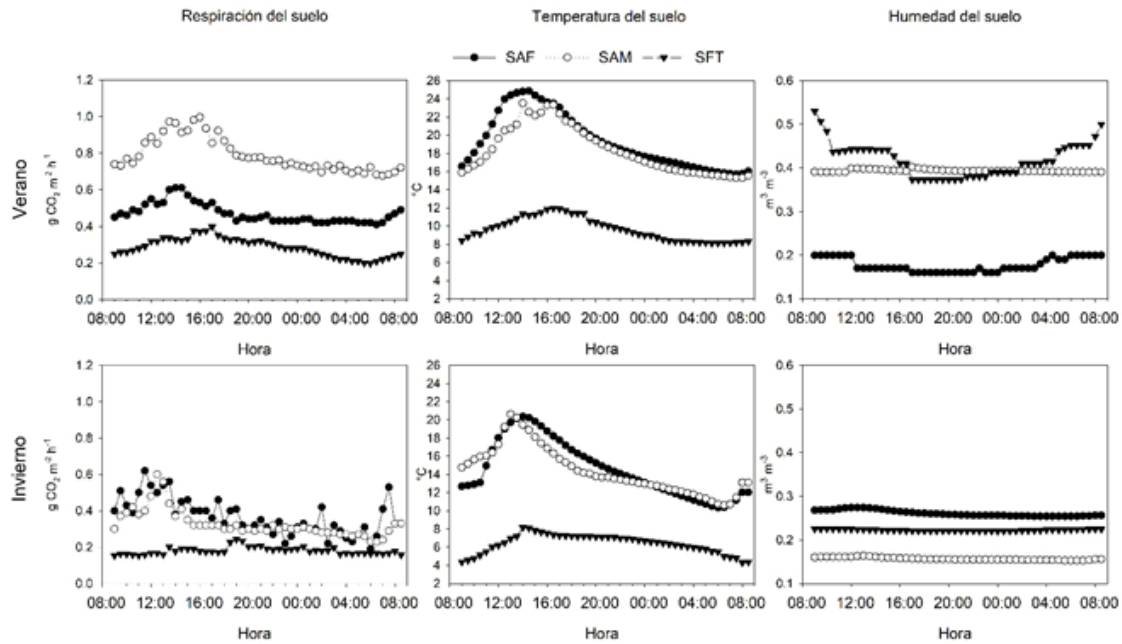 Respiración del suelo Temperatura del suelo Humedad del suelo
SAF SAM SFT
Verano
g CO2 m-2 h-1
1.2
1.0
0.8
0.6
0.4
0.2
0.0
08:00 12:00 16:00 20:00 00:00 04:00 08:00
Hora
°C
26
24
22
20
18
16
14
12
10
8
6
4
2
08:00 12:00 16:00 20:00 00:00 04:00 08:00
Hora
m3 m-3
0.6
0.5
0.4
0.3
0.2
0.1
08:00 12:00 16:00 20:00 00:00 04:00 08:00
Hora
Invierno
g CO2 m-2 h-1
1.2
1.0
0.8
0.6
0.4
0.2
0.0
08:00 12:00 16:00 20:00 00:00 04:00 08:00
Hora
°C
26
24
22
20
18
16
14
12
10
8
6
4
2
08:00 12:00 16:00 20:00 00:00 04:00 08:00
Hora
m3 m-3
0.6
0.5
0.4
0.3
0.2
0.1
08:00 12:00 16:00 20:00 00:00 04:00 08:00
Hora